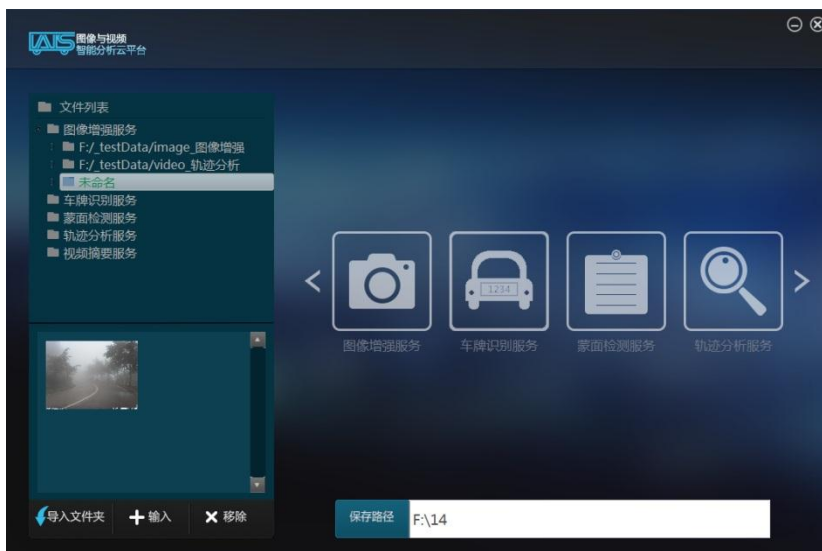 IAIS 图像与视频
智能分析云平台
文件列表
图像增强服务
F:/_testData/image_图像增强
F:/_testData/video_轨迹分析
未命名
车牌识别服务
蒙面检测服务
轨迹分析服务
视频摘要服务
1234
图像增强服务
车牌识别服务
蒙面检测服务
轨迹分析服务
导入文件夹
输入
移除
保存路径
F:\14